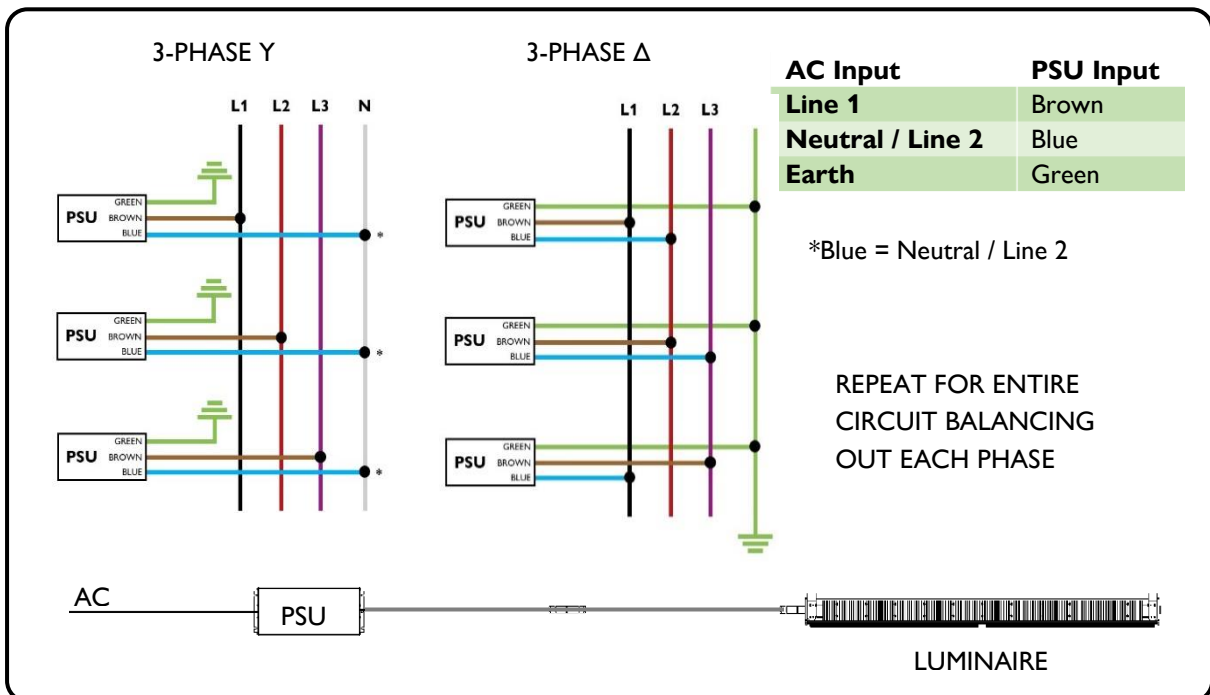 3-PHASE Y
L1 L2 L3 N
GREEN
PSU BROWN
BLUE *
GREEN
PSU BROWN
BLUE *
GREEN
PSU BROWN
BLUE *
3-PHASE Δ
L1 L2 L3
GREEN
PSU BROWN
BLUE
GREEN
PSU BROWN
BLUE
GREEN
PSU BROWN
BLUE
AC Input PSU Input
Line 1 Brown
Neutral / Line 2 Blue
Earth Green
*Blue = Neutral / Line 2
REPEAT FOR ENTIRE
CIRCUIT BALANCING
OUT EACH PHASE
AC
PSU
LUMINAIRE